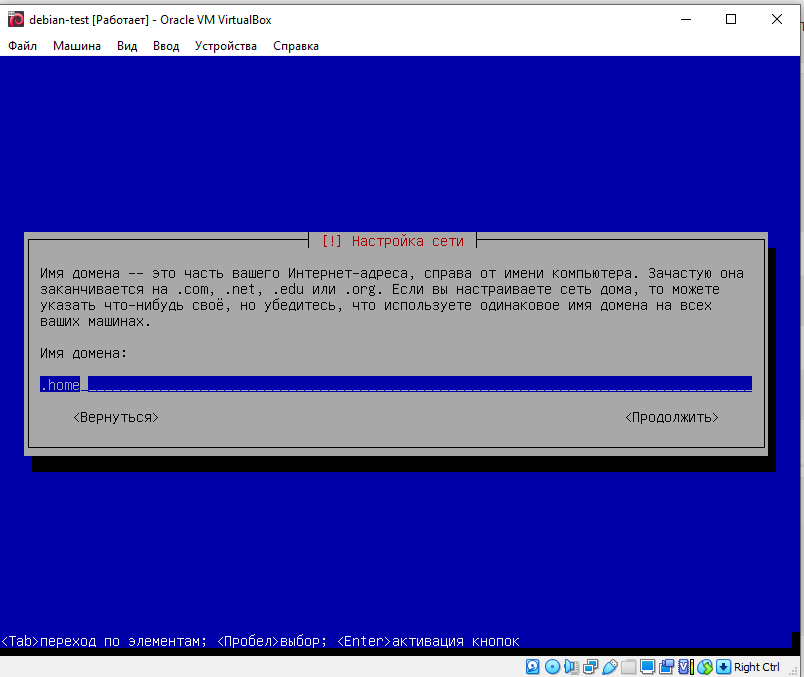 debian-test [Работает] - Oracle VM VirtualBox
Файл Машина Вид Ввод Устройства Справка
[!] Настройка сети
Имя домена -- это часть вашего Интернет-адреса, справа от имени компьютера. Зачастую она
заканчивается на .com, .net, .edu или .org. Если вы настраиваете сеть дома, то можете
указать что-нибудь своё, но убедитесь, что используете одинаковое имя домена на всех
ваших машинах.
Имя домена:
.home
<Вернуться> <Продолжить>
<Tab>переход по элементам; <Пробел>выбор; <Enter>активация кнопок
Right Ctrl